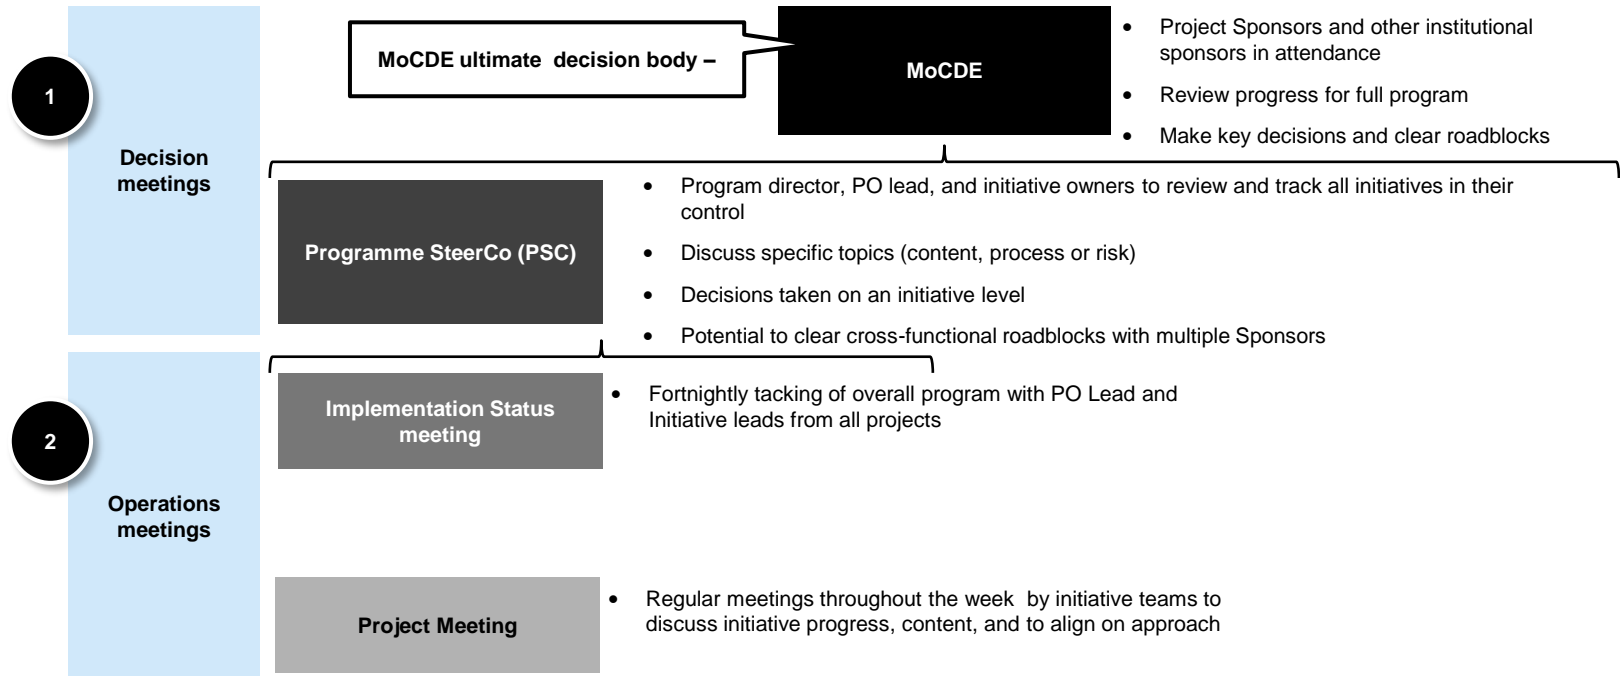 1
Decision
meetings
MoCDE ultimate  decision body –
MoCDE
• Project Sponsors and other institutional
sponsors in attendance
• Review progress for full program
• Make key decisions and clear roadblocks
Programme SteerCo (PSC)
• Program director, PO lead, and initiative owners to review and track all initiatives in their
control
• Discuss specific topics (content, process or risk)
• Decisions taken on an initiative level
• Potential to clear cross-functional roadblocks with multiple Sponsors
2
Operations
meetings
Implementation Status
meeting
• Fortnightly tacking of overall program with PO Lead and
Initiative leads from all projects
Project Meeting
• Regular meetings throughout the week  by initiative teams to
discuss initiative progress, content, and to align on approach